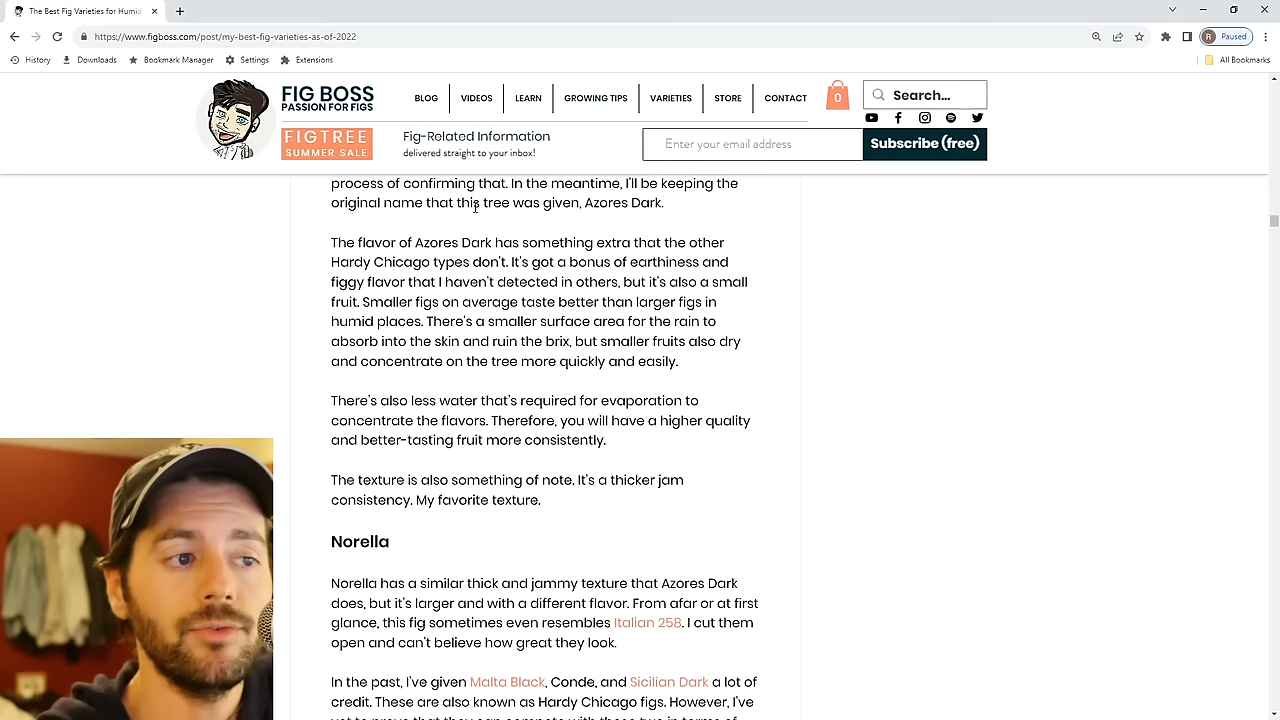 The Best Fig Varieties for Humid
https://www.figboss.com/post/my-best-fig-varieties-as-of-2022
R Paused
History Downloads Bookmark Manager Settings Extensions All Bookmarks
FIG BOSS
PASSION FOR FIGS
BLOG VIDEOS LEARN GROWING TIPS VARIETIES STORE CONTACT 0 Search...
FIGTREE
SUMMER SALE
Fig-Related Information
delivered straight to your inbox!
Enter your email address Subscribe (free)
process of confirming that. In the meantime, I'll be keeping the
original name that this tree was given, Azores Dark.
The flavor of Azores Dark has something extra that the other
Hardy Chicago types don't. It's got a bonus of earthiness and
figgy flavor that I haven't detected in others, but it's also a small
fruit. Smaller figs on average taste better than larger figs in
humid places. There's a smaller surface area for the rain to
absorb into the skin and ruin the brix, but smaller fruits also dry
and concentrate on the tree more quickly and easily.
There's also less water that's required for evaporation to
concentrate the flavors. Therefore, you will have a higher quality
and better-tasting fruit more consistently.
The texture is also something of note. It's a thicker jam
consistency. My favorite texture.
Norella
Norella has a similar thick and jammy texture that Azores Dark
does, but it's larger and with a different flavor. From afar or at first
glance, this fig sometimes even resembles Italian 258. I cut them
open and can't believe how great they look.
In the past, I've given Malta Black, Conde, and Sicilian Dark a lot of
credit. These are also known as Hardy Chicago figs. However, I've